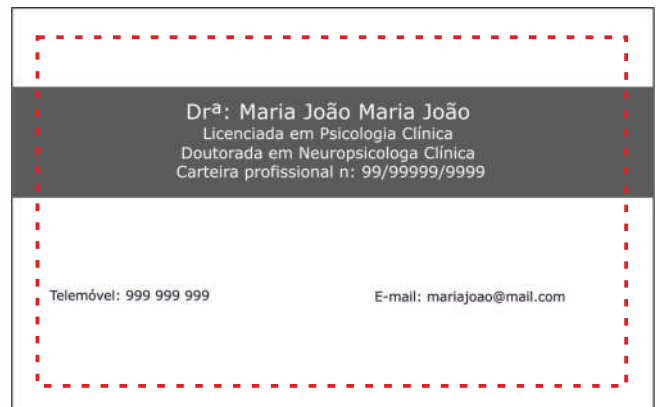 Drª: Maria João Maria João
Licenciada em Psicologia Clínica
Doutorada em Neuropsicologa Clínica
Carteira profissional n: 99/99999/9999
Telemóvel: 999 999 999
E-mail: mariajoao@mail.com